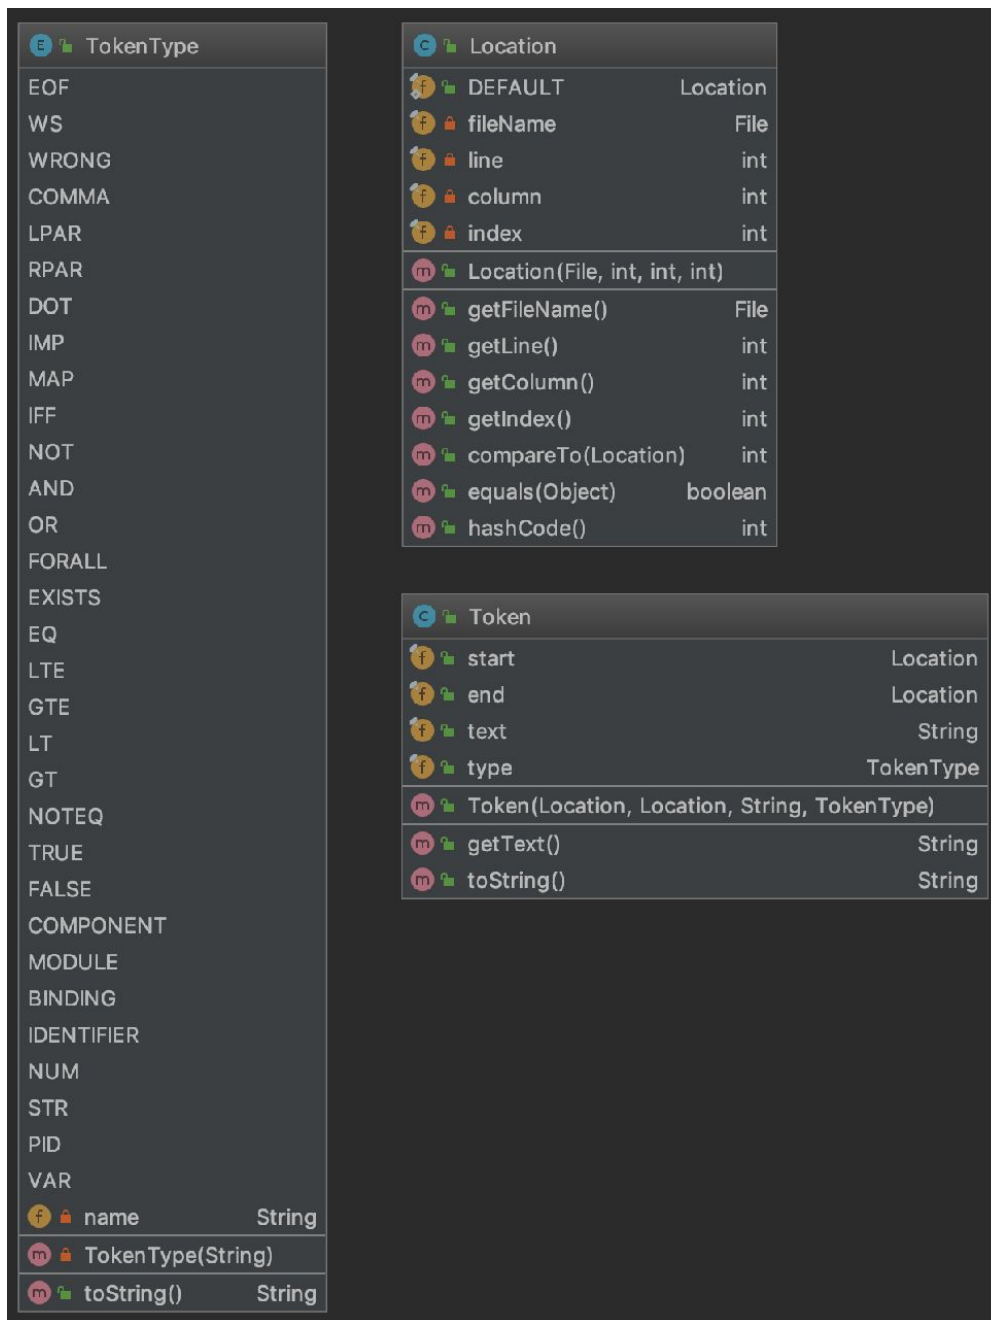 TokenType
EOF
WS
WRONG
COMMA
LPAR
RPAR
DOT
IMP
MAP
IFF
NOT
AND
OR
FORALL
EXISTS
EQ
LTE
GTE
LT
GT
NOTEQ
TRUE
FALSE
COMPONENT
MODULE
BINDING
IDENTIFIER
NUM
STR
PID
VAR
name String
TokenType(String)
toString() String
Location
DEFAULT Location
fileName File
line int
column int
index int
Location(File, int, int, int)
getFileName() File
getLine() int
getColumn() int
getIndex() int
compareTo(Location) int
equals(Object) boolean
hashCode() int
Token
start Location
end Location
text String
type TokenType
Token(Location, Location, String, TokenType)
getText() String
toString() String